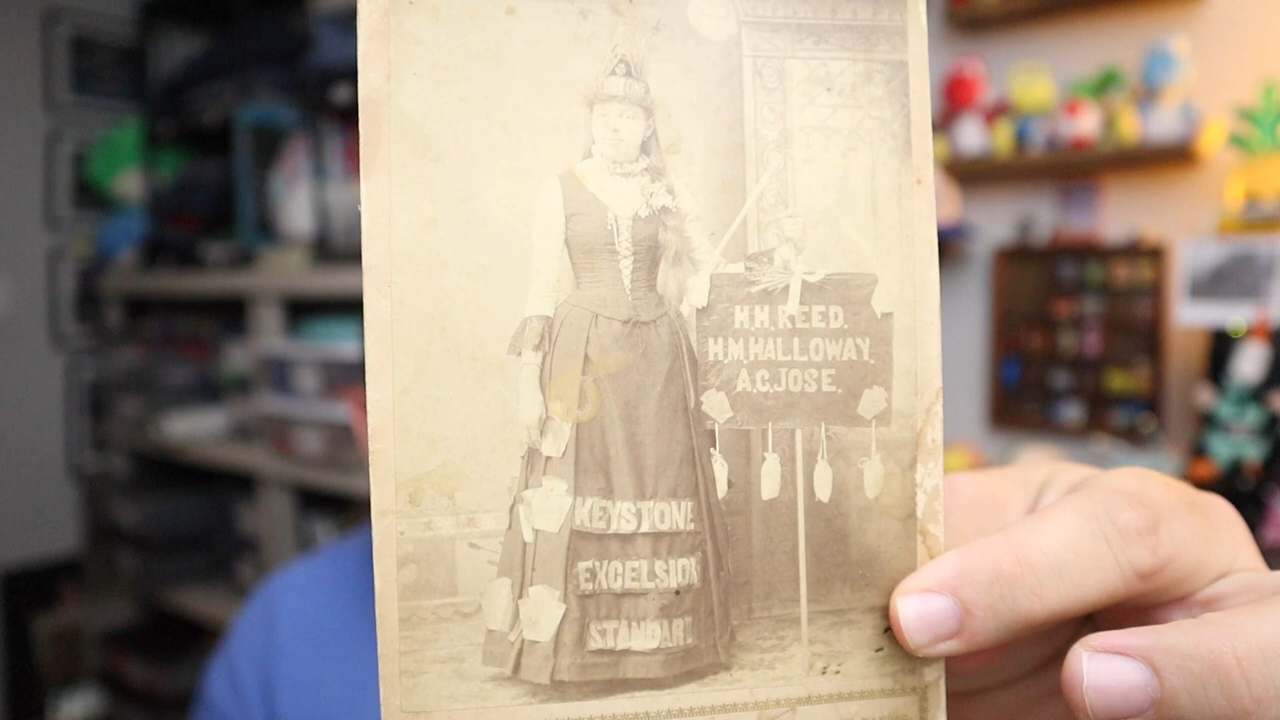 H.H. REED.
H.M. HALLOWAY.
A.C. JOSE.
KEYSTONE
EXCELSIOR
STANDARD